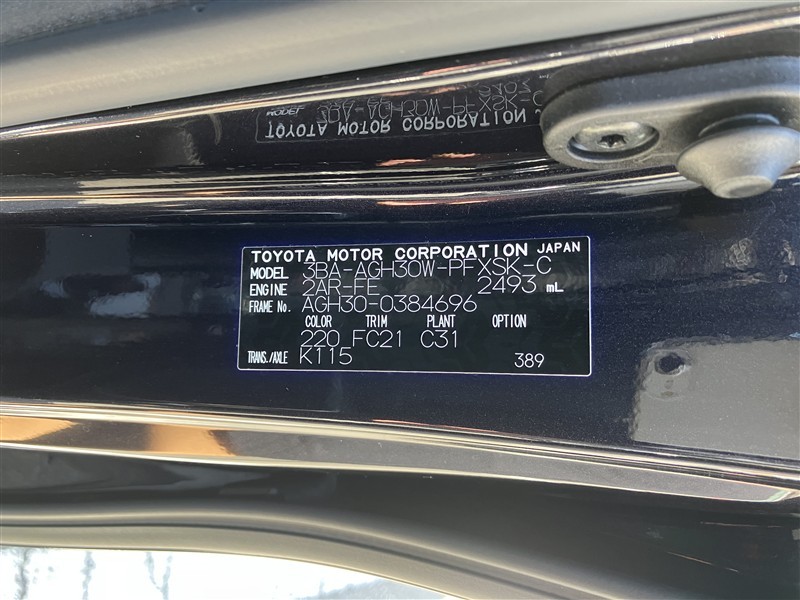 TOYOTA MOTOR CORPORATION JAPAN
MODEL 3BA-AGH30W-PFXSK-C
ENGINE 2AR-FE 2493 mL
FRAME No. AGH30-0384696
COLOR TRIM PLANT OPTION
220 FC21 C31
TRANS./AXLE K115 389